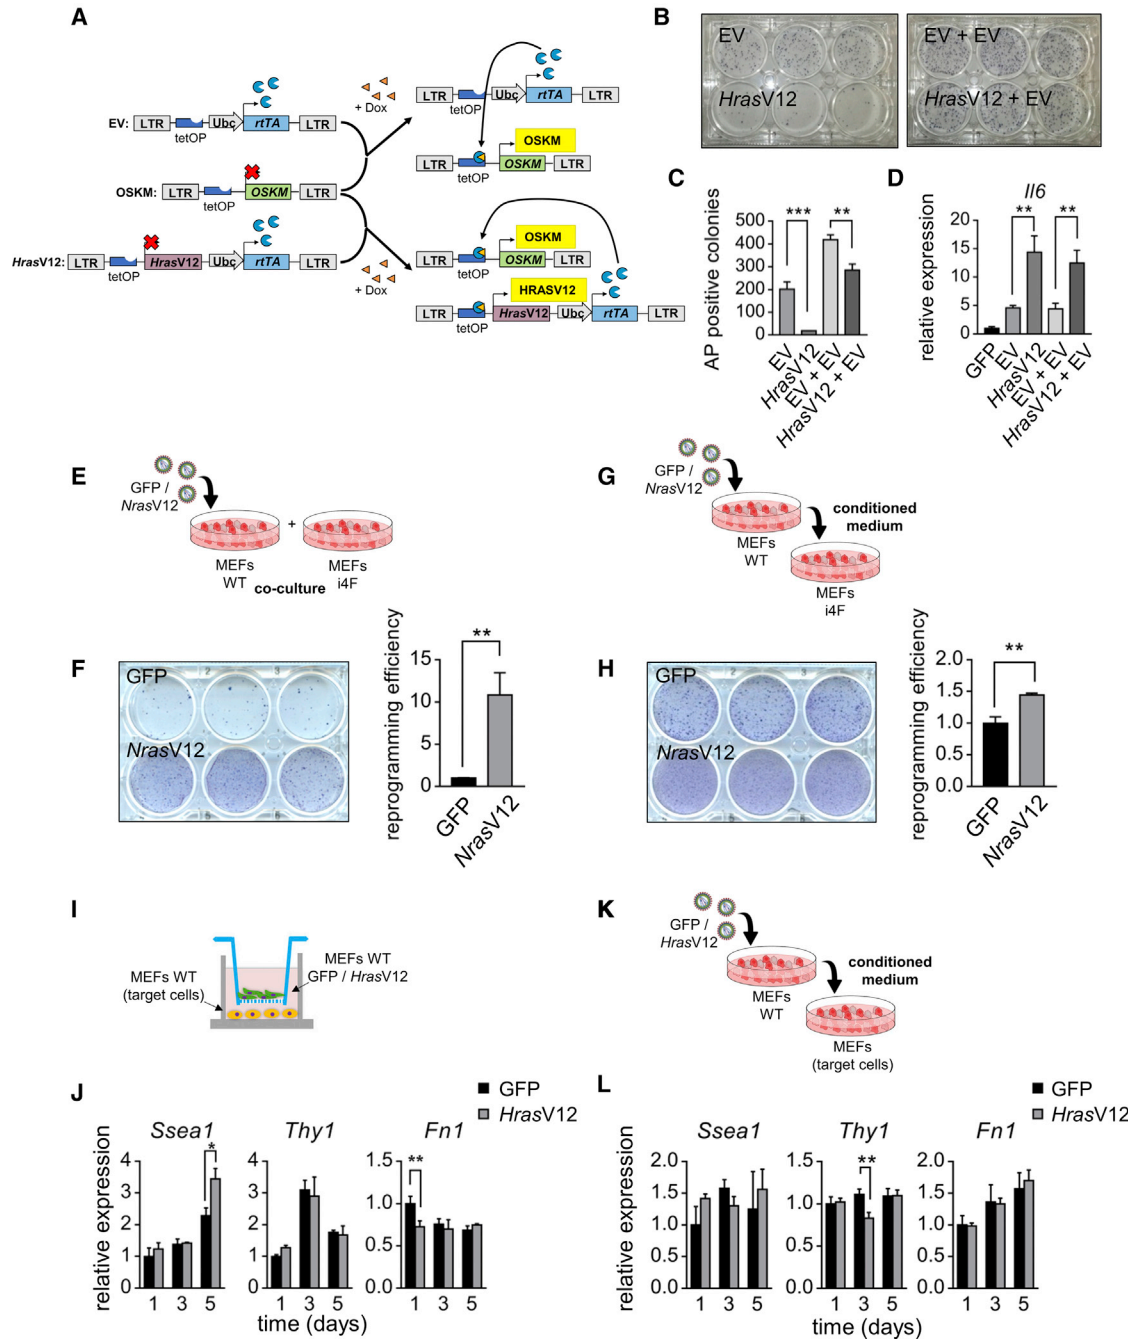 A
LTR
Ubc
rtTA
LTR
tetOP
+ Dox
EV:
LTR
Ubc
rtTA
LTR
tetOP
OSKM
LTR
OSKM
LTR
tetOP
OSKM:
LTR
OSKM
LTR
tetOP
HrasV12:
LTR
HrasV12
Ubc
rtTA
LTR
tetOP
+ Dox
OSKM
LTR
OSKM
LTR
tetOP
HRASV12
LTR
HrasV12
Ubc
rtTA
LTR
tetOP
B
EV
HrasV12
EV + EV
HrasV12 + EV
C
AP positive colonies
500
400
300
200
100
0
***
**
EV
HrasV12
EV + EV
HrasV12 + EV
D
Il6
relative expression
20
15
10
5
0
**
**
GFP
EV
HrasV12
EV + EV
HrasV12 + EV
E
GFP /
NrasV12
+
MEFs
WT
co-culture
MEFs
i4F
G
GFP /
NrasV12
conditioned
medium
MEFs
WT
MEFs
i4F
F
GFP
NrasV12
reprogramming efficiency
15
10
5
0
**
GFP
NrasV12
H
GFP
NrasV12
reprogramming efficiency
2.0
1.5
1.0
0.5
0.0
**
GFP
NrasV12
I
MEFs WT
(target cells)
MEFs WT
GFP / HrasV12
K
GFP /
HrasV12
conditioned
medium
MEFs
WT
MEFs
(target cells)
J
GFP
HrasV12
relative expression
Ssea1
4
3
2
1
0
*
1 3 5
Thy1
4
3
2
1
0
1 3 5
Fn1
1.5
1.0
0.5
0.0
**
1 3 5
time (days)
L
GFP
HrasV12
relative expression
Ssea1
2.0
1.5
1.0
0.5
0.0
1 3 5
Thy1
1.5
1.0
0.5
0.0
**
1 3 5
Fn1
2.0
1.5
1.0
0.5
0.0
1 3 5
time (days)